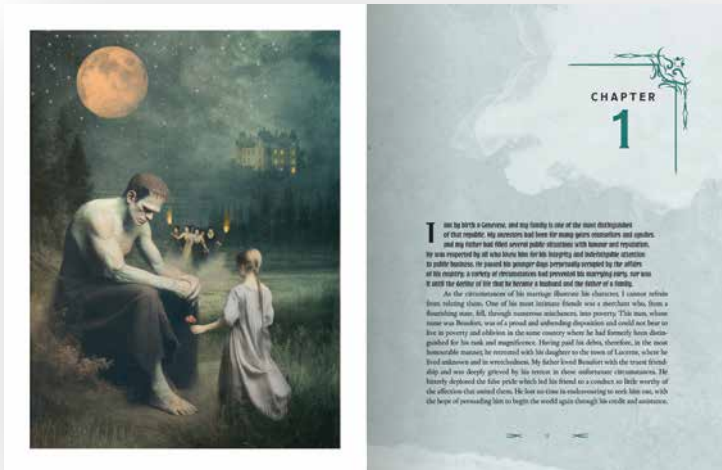 CHAPTER
1
I am by birth a Genevese, and my family is one of the most distinguished
of that republic. My ancestors had been for many years counsellors and syndics,
and my father had filled several public situations with honour and reputation.
He was respected by all who knew him for his integrity and indefatigable attention
to public business. He passed his younger days perpetually occupied by the affairs
of his country; a variety of circumstances had prevented his marrying early, nor was
it until the decline of life that he became a husband and the father of a family.
As the circumstances of his marriage illustrate his character, I cannot refrain
from relating them. One of his most intimate friends was a merchant who, from a
flourishing state, fell, through numerous mischances, into poverty. This man, whose
name was Beaufort, was of a proud and unbending disposition and could not bear to
live in poverty and oblivion in the same country where he had formerly been distin-
guished for his rank and magnificence. Having paid his debts, therefore, in the most
honourable manner, he retreated with his daughter to the town of Lucerne, where he
lived unknown and in wretchedness. My father loved Beaufort with the truest friend-
ship and was deeply grieved by his retreat in these unfortunate circumstances. He
bitterly deplored the false pride which led his friend to a conduct so little worthy of
the affection that united them. He lost no time in endeavouring to seek him out, with
the hope of persuading him to begin the world again through his credit and assistance.